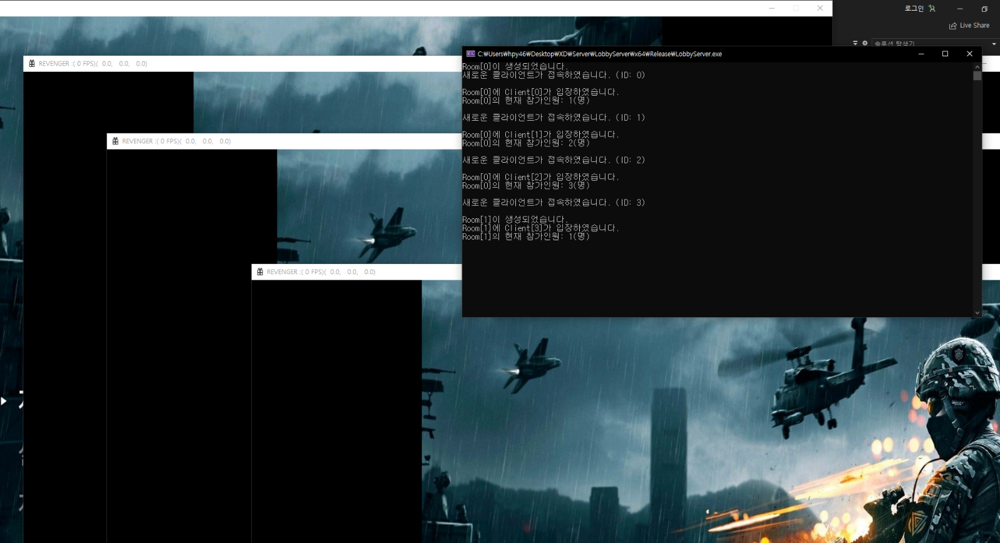 로그인
Live Share
솔루션 탐색기
C:₩Users₩hpy46₩Desktop₩XD₩Server₩LobbyServer₩x64₩Release₩LobbyServer.exe
REVENGER :( 0 FPS)( 0.0, 0.0, 0.0)
Room[0]이 생성되었습니다.
새로운 클라이언트가 접속하였습니다. (ID: 0)
Room[0]에 Client[0]가 입장하였습니다.
Room[0]의 현재 참가인원: 1(명)
새로운 클라이언트가 접속하였습니다. (ID: 1)
Room[0]에 Client[1]가 입장하였습니다.
Room[0]의 현재 참가인원: 2(명)
새로운 클라이언트가 접속하였습니다. (ID: 2)
Room[0]에 Client[2]가 입장하였습니다.
Room[0]의 현재 참가인원: 3(명)
새로운 클라이언트가 접속하였습니다. (ID: 3)
Room[1]이 생성되었습니다.
Room[1]에 Client[3]가 입장하였습니다.
Room[1]의 현재 참가인원: 1(명)
REVENGER :( 0 FPS)( 0.0, 0.0, 0.0)
REVENGER :( 0 FPS)( 0.0, 0.0, 0.0)